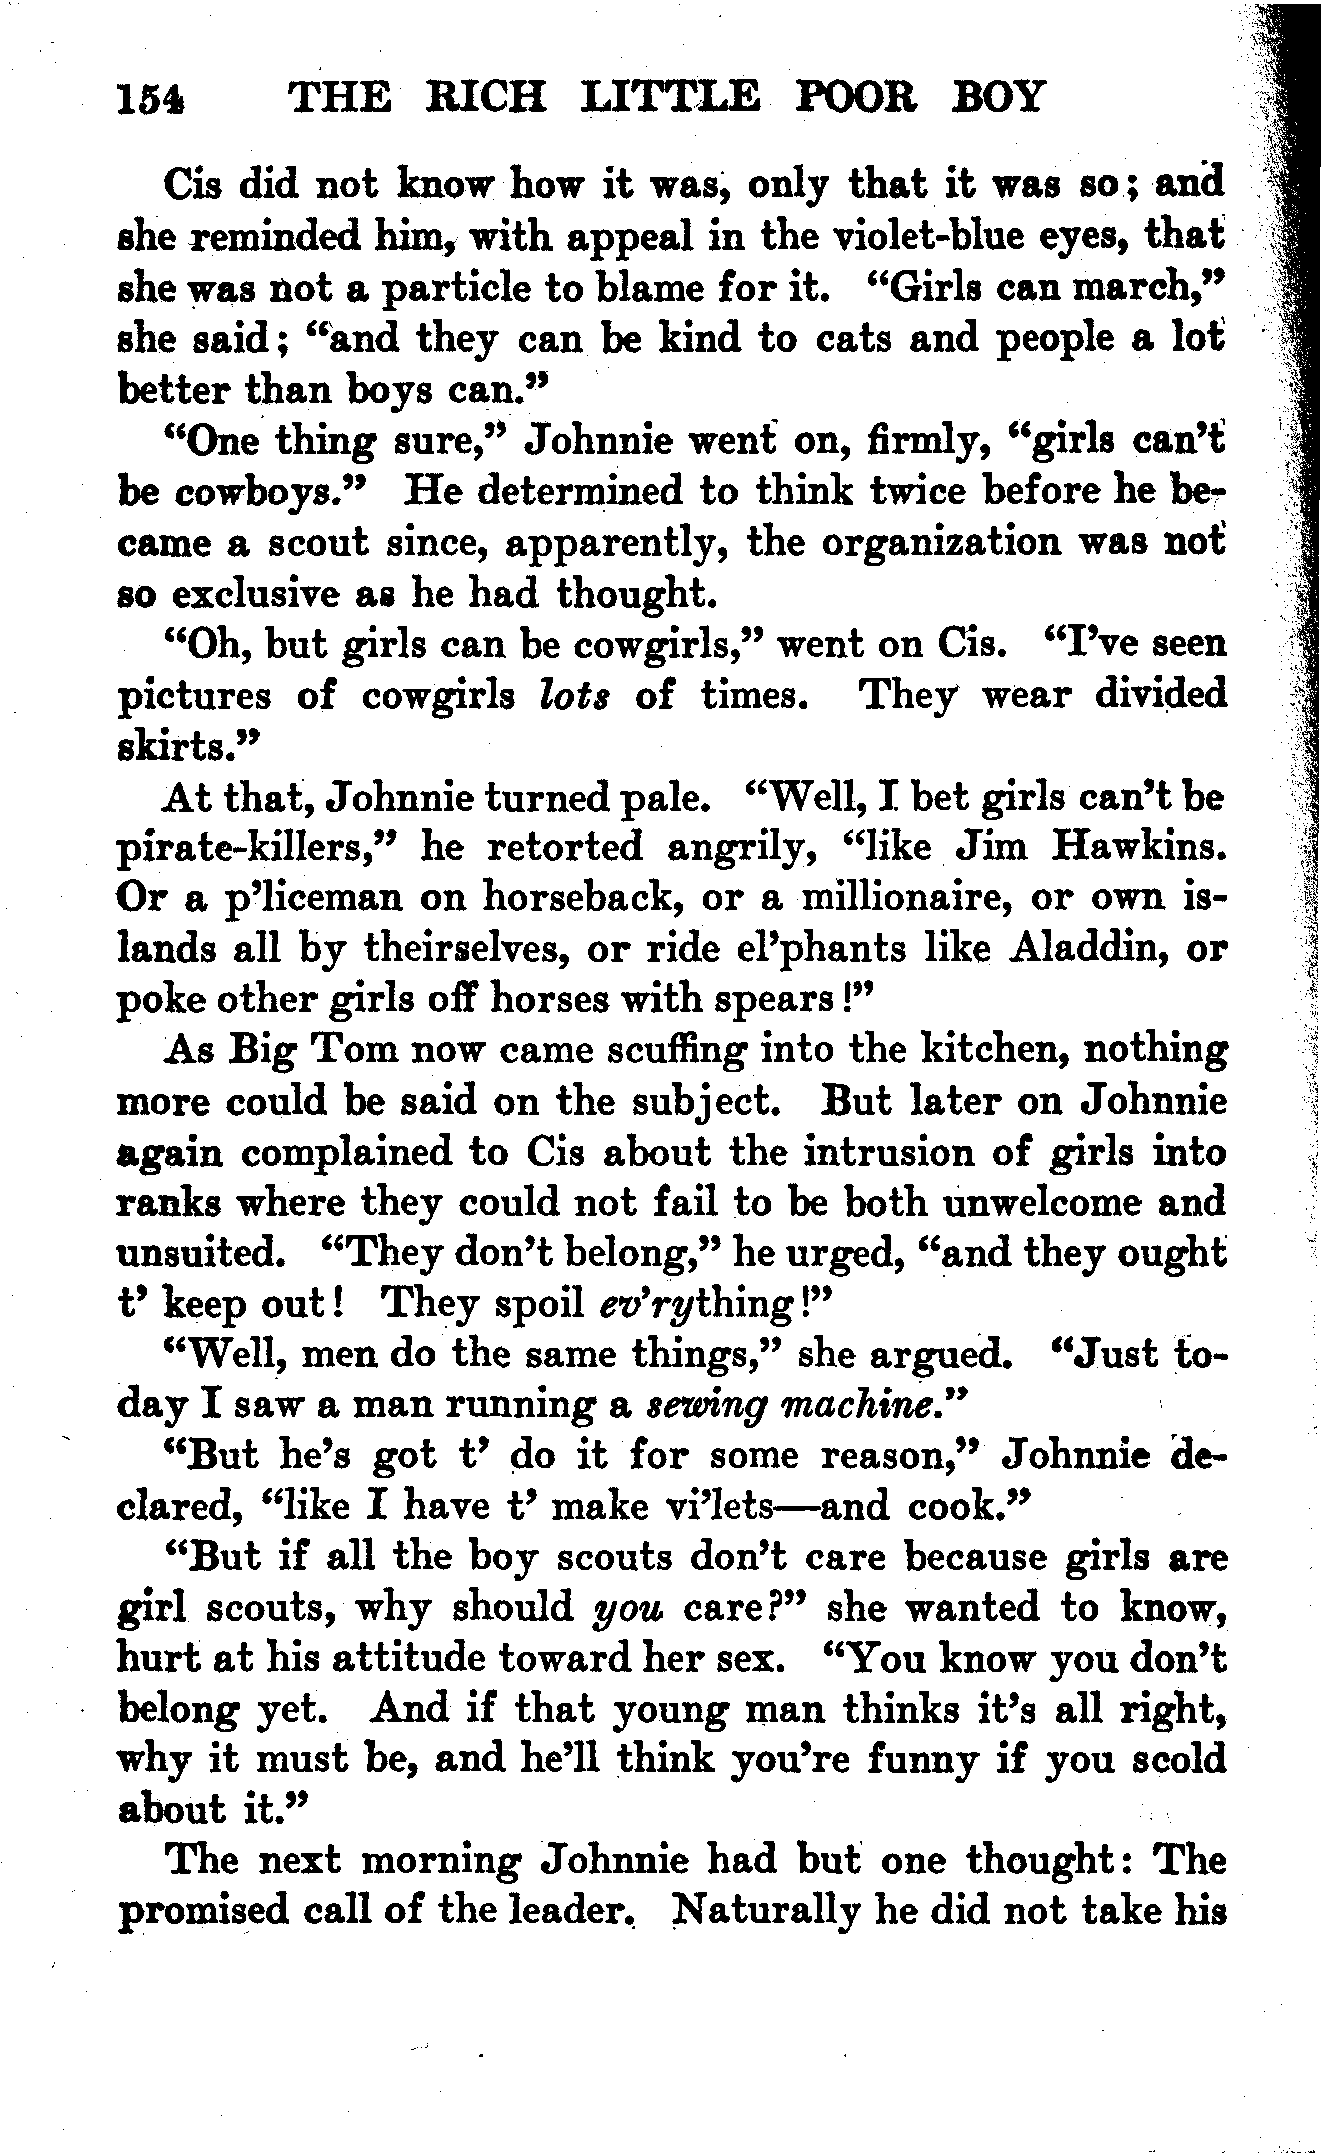 154 THE RICH LITTLE POOR BOY
Cis did not know how it was, only that it was so; and
she reminded him, with appeal in the violet-blue eyes, that
she was not a particle to blame for it. “Girls can march,”
she said; “and they can be kind to cats and people a lot
better than boys can.”
“One thing sure,” Johnnie went on, firmly, “girls can’t
be cowboys.” He determined to think twice before he be-
came a scout since, apparently, the organization was not
so exclusive as he had thought.
“Oh, but girls can be cowgirls,” went on Cis. “I’ve seen
pictures of cowgirls lots of times. They wear divided
skirts.”
At that, Johnnie turned pale. “Well, I bet girls can’t be
pirate-killers,” he retorted angrily, “like Jim Hawkins.
Or a p’liceman on horseback, or a millionaire, or own is-
lands all by theirselves, or ride el’phants like Aladdin, or
poke other girls off horses with spears!”
As Big Tom now came scuffing into the kitchen, nothing
more could be said on the subject. But later on Johnnie
again complained to Cis about the intrusion of girls into
ranks where they could not fail to be both unwelcome and
unsuited. “They don’t belong,” he urged, “and they ought
t’ keep out! They spoil ev’rything!”
“Well, men do the same things,” she argued. “Just to-
day I saw a man running a sewing machine.”
“But he’s got t’ do it for some reason,” Johnnie de-
clared, “like I have t’ make vi’lets—and cook.”
“But if all the boy scouts don’t care because girls are
girl scouts, why should you care?” she wanted to know,
hurt at his attitude toward her sex. “You know you don’t
belong yet. And if that young man thinks it’s all right,
why it must be, and he’ll think you’re funny if you scold
about it.”
The next morning Johnnie had but one thought: The
promised call of the leader. Naturally he did not take his